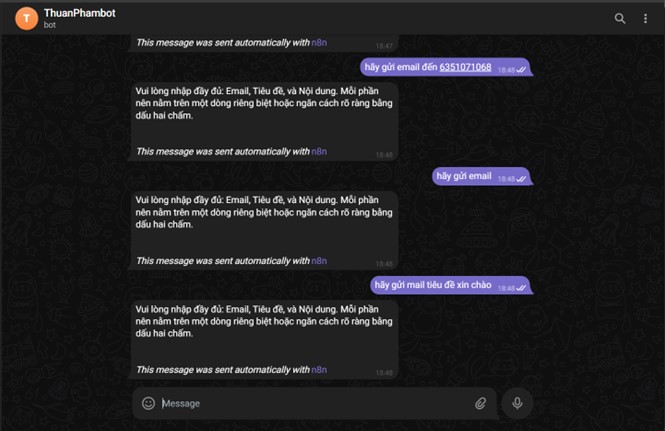 T
ThuanPhambot
bot
This message was sent automatically with n8n
18:47
hãy gửi email đến 6351071068
18:48
Vui lòng nhập đầy đủ: Email, Tiêu đề, và Nội dung. Mỗi phần
nên nằm trên một dòng riêng biệt hoặc ngăn cách rõ ràng bằng
dấu hai chấm.
This message was sent automatically with n8n
18:48
hãy gửi email
18:48
Vui lòng nhập đầy đủ: Email, Tiêu đề, và Nội dung. Mỗi phần
nên nằm trên một dòng riêng biệt hoặc ngăn cách rõ ràng bằng
dấu hai chấm.
This message was sent automatically with n8n
18:48
hãy gửi mail tiêu đề xin chào
18:48
Vui lòng nhập đầy đủ: Email, Tiêu đề, và Nội dung. Mỗi phần
nên nằm trên một dòng riêng biệt hoặc ngăn cách rõ ràng bằng
dấu hai chấm.
This message was sent automatically with n8n
18:48
Message